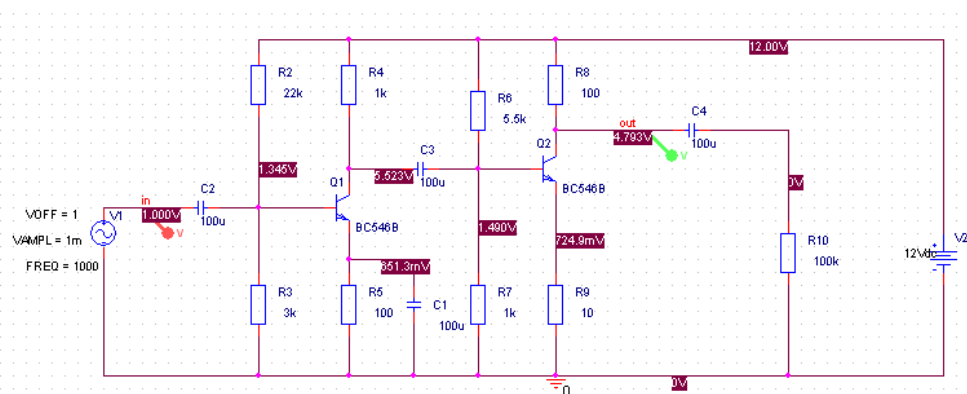 12.00V
R2
22k
R4
1k
R6
5.5k
R8
100
out
4.793V
V
C4
100u
Q2
BC546B
C3
100u
5.523V
1.345V
Q1
BC546B
0V
in
1.000V
V
C2
100u
VOFF = 1
V1
VAMPL = 1m
FREQ = 1000
1.490V
724.9mV
651.3mV
R10
100k
V2
12Vdc
R3
3k
R5
100
C1
100u
R7
1k
R9
10
0V
0